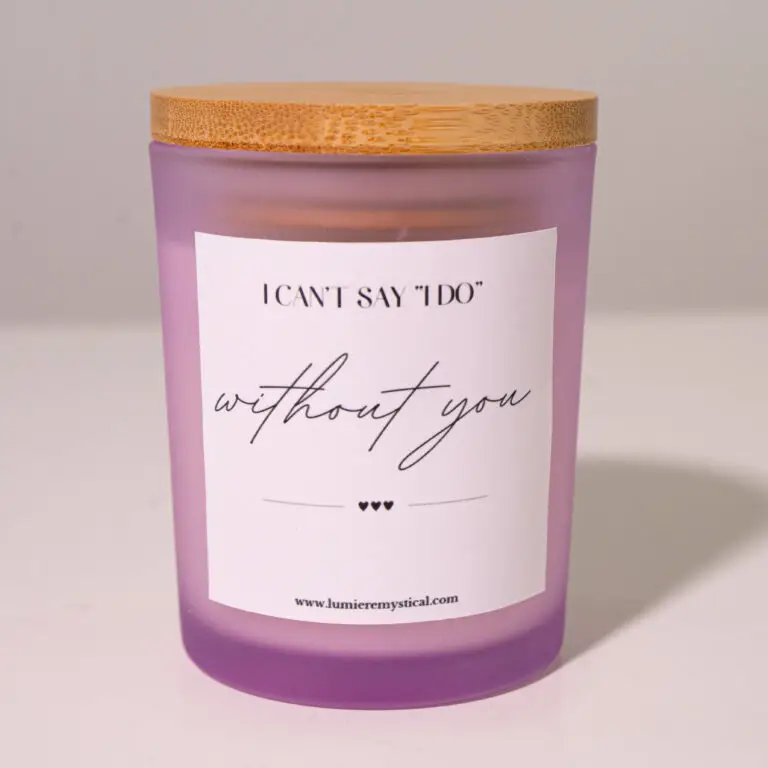 I CAN'T SAY "I DO"
without you
www.lumieremystical.com